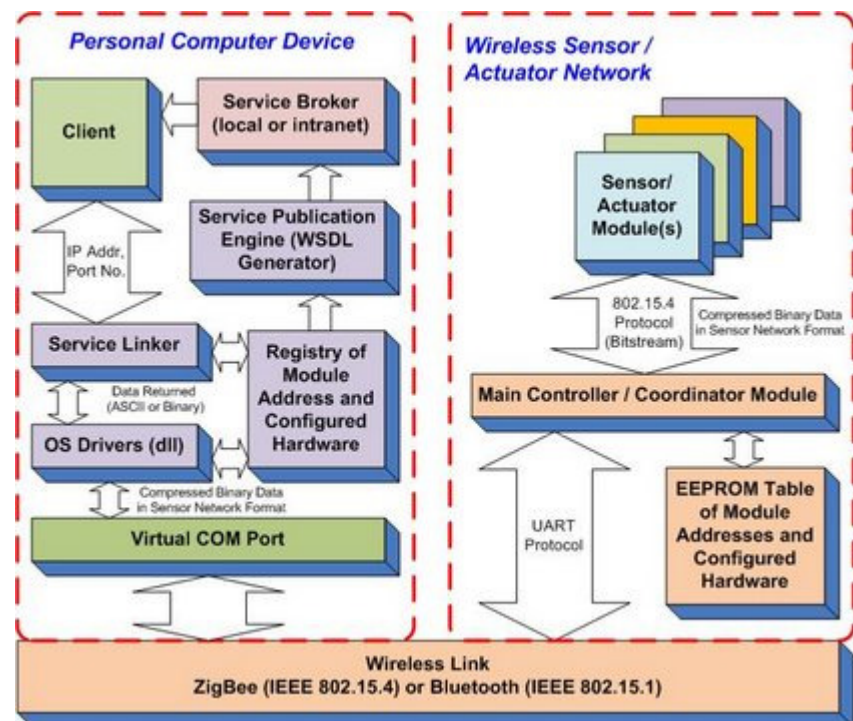 Personal Computer Device
Client
Service Broker
(local or intranet)
Service Publication
Engine (WSDL
Generator)
IP Addr,
Port No.
Service Linker
Registry of
Module
Address and
Configured
Hardware
Data Returned
(ASCII or Binary)
OS Drivers (dll)
Compressed Binary Data
in Sensor Network Format
Virtual COM Port
Wireless Sensor /
Actuator Network
Sensor/
Actuator
Module(s)
802.15.4
Protocol
(Bitstream)
Compressed Binary Data
in Sensor Network Format
Main Controller / Coordinator Module
UART
Protocol
EEPROM Table
of Module
Addresses and
Configured
Hardware
Wireless Link
ZigBee (IEEE 802.15.4) or Bluetooth (IEEE 802.15.1)